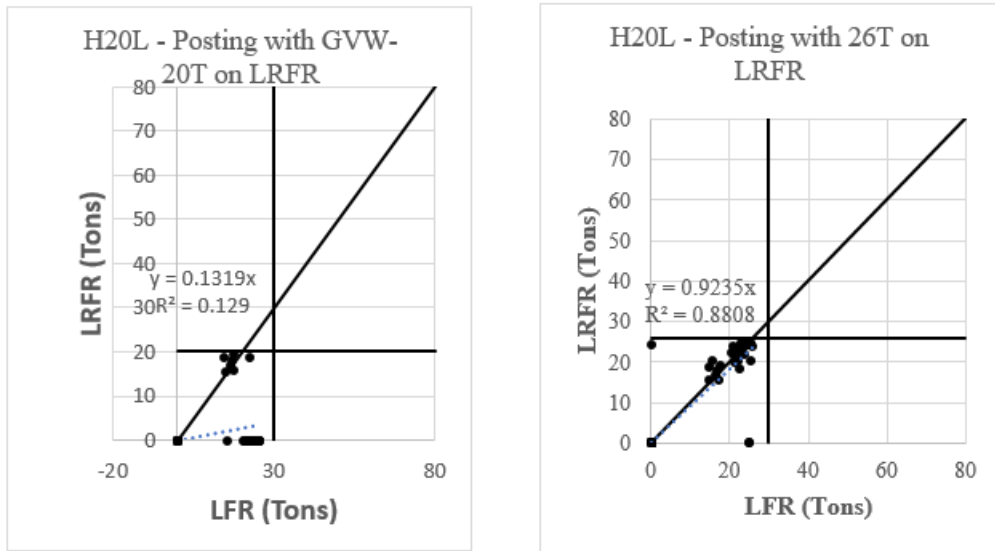 H20L - Posting with GVW-
20T on LRFR
80
70
60
50
40
30
20
10
0
y = 0.1319x
R² = 0.129
LRFR (Tons)
-20
30
80
LFR (Tons)
H20L - Posting with 26T on
LRFR
80
70
60
50
40
30
20
10
0
y = 0.9235x
R² = 0.8808
LRFR (Tons)
0
20
40
60
80
LFR (Tons)